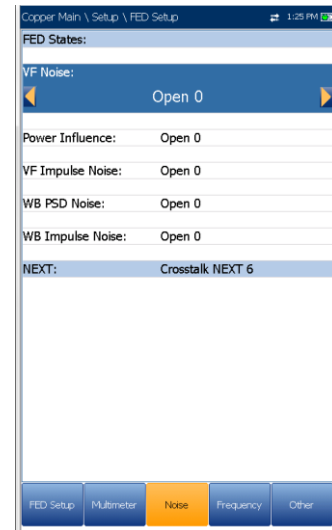 Copper Main \ Setup \ FED Setup 1:25 PM
FED States:
VF Noise:
Open 0
Power Influence: Open 0
VF Impulse Noise: Open 0
WB PSD Noise: Open 0
WB Impulse Noise: Open 0
NEXT: Crosstalk NEXT 6
FED Setup Multimeter Noise Frequency Other